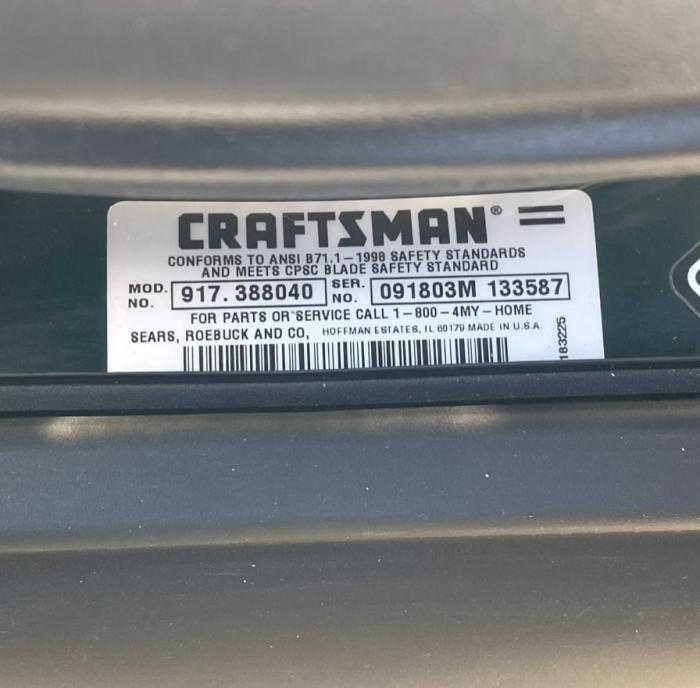 CRAFTSMAN®
CONFORMS TO ANSI B71.1-1998 SAFETY STANDARDS
AND MEETS CPSC BLADE SAFETY STANDARD
MOD. NO. 917.388040 SER. NO. 091803M 133587
FOR PARTS OR SERVICE CALL 1-800-4MY-HOME
SEARS, ROEBUCK AND CO, HOFFMAN ESTATES, IL 60179 MADE IN U.S.A.
183225